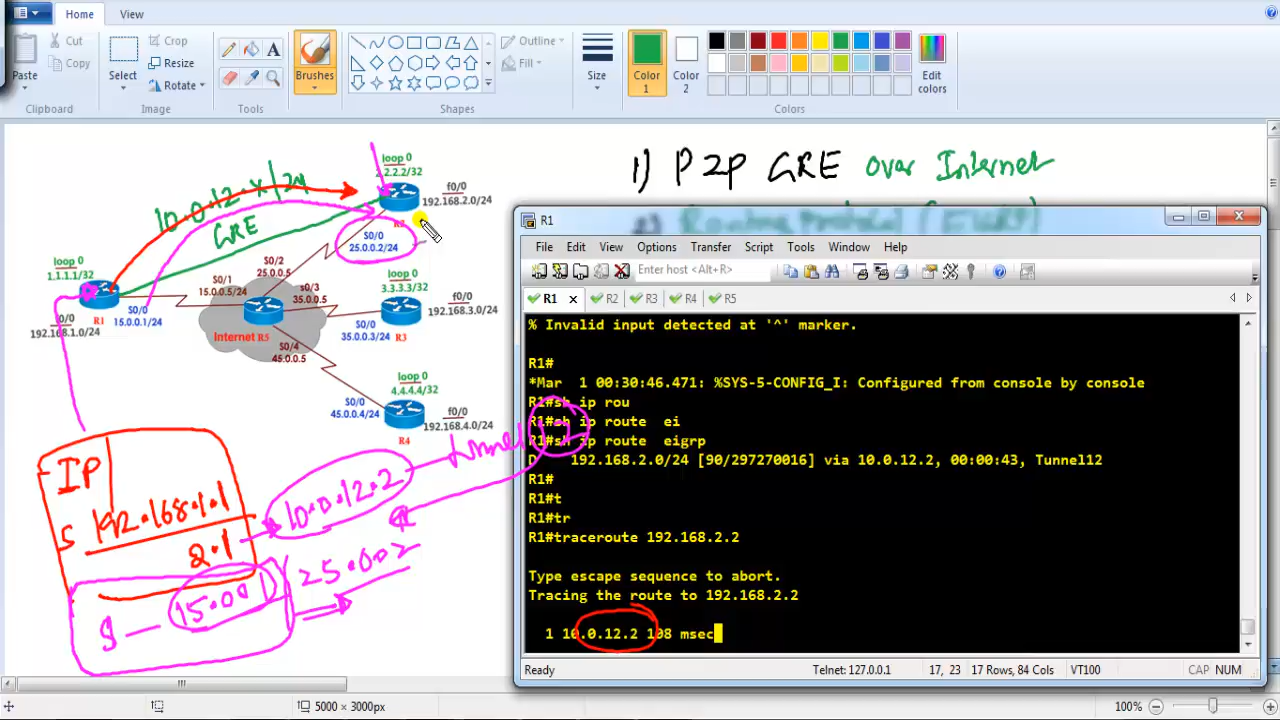 Home
View
Paste
Cut
Copy
Clipboard
Select
Crop
Resize
Rotate
Image
A
Tools
Brushes
Shapes
Outline
Fill
Size
Color 1
Color 2
Edit colors
Colors
1) P2P GRE over Internet
loop 0
2.2.2.2/32
f0/0
192.168.2.0/24
10.0.12.x/24
GRE
S0/0
25.0.0.2/24
S0/2
25.0.0.5
loop 0
1.1.1.1/32
R1
f0/0
192.168.1.0/24
S0/0
15.0.0.1/24
S0/1
15.0.0.5/24
Internet R5
s0/3
35.0.0.5
loop 0
3.3.3.3/32
f0/0
192.168.3.0/24
S0/0
35.0.0.3/24
R3
S0/4
45.0.0.5
loop 0
4.4.4.4/32
S0/0
45.0.0.4/24
f0/0
192.168.4.0/24
R4
IP
S 192.168.1.1
2.1
10.0.12.2
tunnel 12
S - 15.001
25.002
R1
File Edit View Options Transfer Script Tools Window Help
Enter host <Alt+R>
R1 R2 R3 R4 R5
% Invalid input detected at '^' marker.
R1#
*Mar 1 00:30:46.471: %SYS-5-CONFIG_I: Configured from console by console
R1#sh ip rou
R1#sh ip route ei
R1#sh ip route eigrp
D 192.168.2.0/24 [90/297270016] via 10.0.12.2, 00:00:43, Tunnel12
R1#
R1#t
R1#tr
R1#traceroute 192.168.2.2
Type escape sequence to abort.
Tracing the route to 192.168.2.2
1 10.0.12.2 108 msec
Ready
Telnet: 127.0.0.1
17, 23
17 Rows, 84 Cols
VT100
CAP NUM
5000 × 3000px
100%